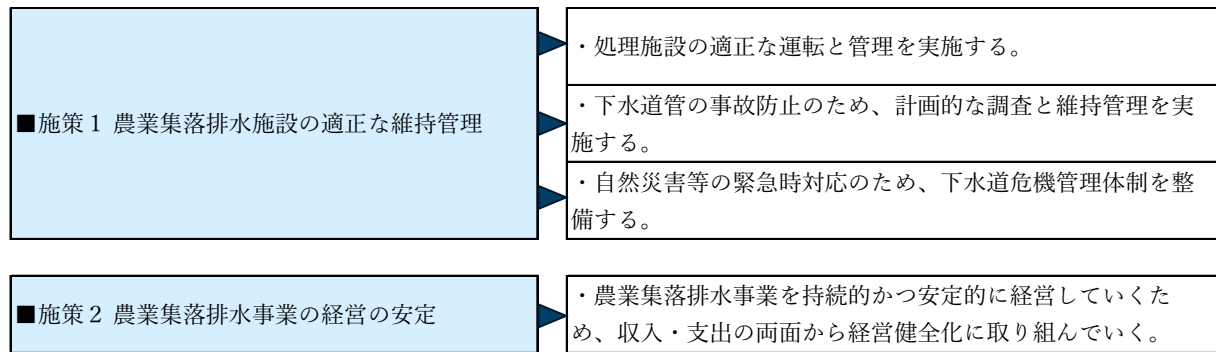 ■施策１ 農業集落排水施設の適正な維持管理
・処理施設の適正な運転と管理を実施する。
・下水道管の事故防止のため、計画的な調査と維持管理を実
施する。
・自然災害等の緊急時対応のため、下水道危機管理体制を整
備する。
■施策２ 農業集落排水事業の経営の安定
・農業集落排水事業を持続的かつ安定的に経営していくた
め、収入・支出の両面から経営健全化に取り組んでいく。